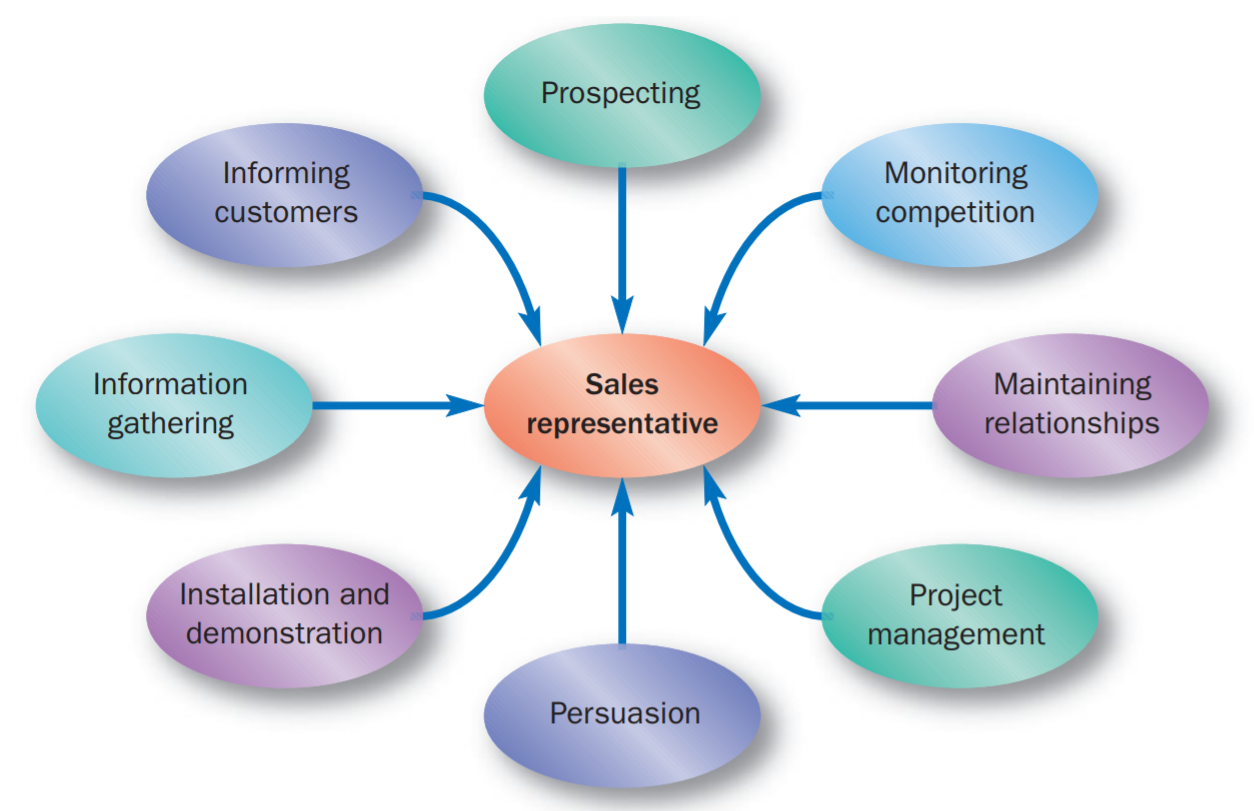 Prospecting
Informing
customers
Monitoring
competition
Information
gathering
Sales
representative
Maintaining
relationships
Installation and
demonstration
Project
management
Persuasion